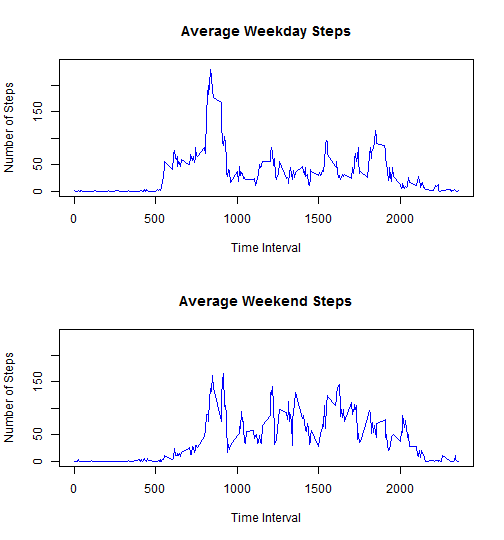 Average Weekday Steps
Number of Steps
150
50
0
0 500 1000 1500 2000
Time Interval
Average Weekend Steps
Number of Steps
150
50
0
0 500 1000 1500 2000
Time Interval